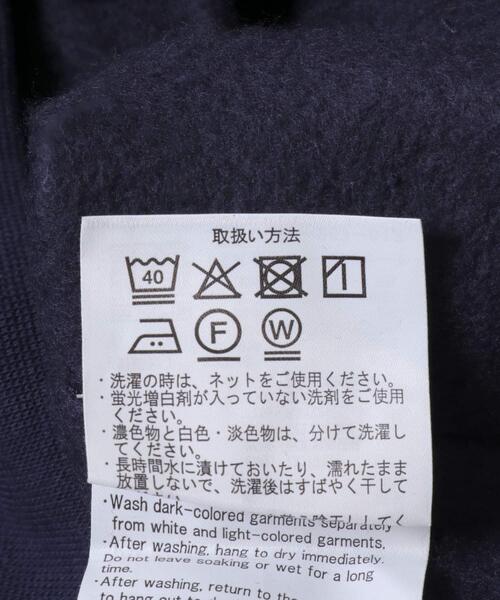 取扱い方法
40
F W
・洗濯の時は、ネットをご使用ください。
・蛍光増白剤が入っていない洗剤をご使用
ください。
・濃色物と白色・淡色物は、分けて洗濯し
てください。
・長時間水に漬けておいたり、濡れたまま
放置しないで、洗濯後はすばやく干して
・Wash dark-colored garments separately
from white and light-colored garments.
・After washing, hang to dry immediately.
Do not leave soaking or wet for a long
time.
・After washing, return to the
to hang out to